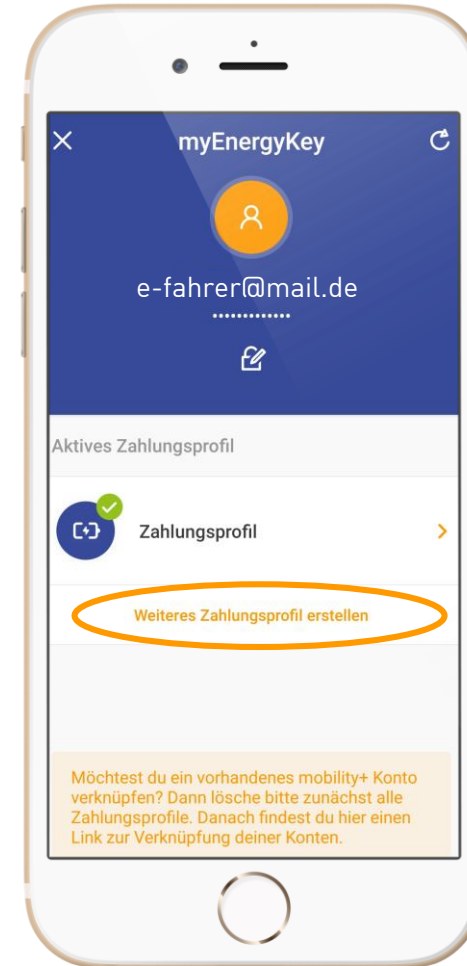 myEnergyKey
e-fahrer@mail.de
•••••••••••••
Aktives Zahlungsprofil
Zahlungsprofil
Weiteres Zahlungsprofil erstellen
Möchtest du ein vorhandenes mobility+ Konto
verknüpfen? Dann lösche bitte zunächst alle
Zahlungsprofile. Danach findest du hier einen
Link zur Verknüpfung deiner Konten.